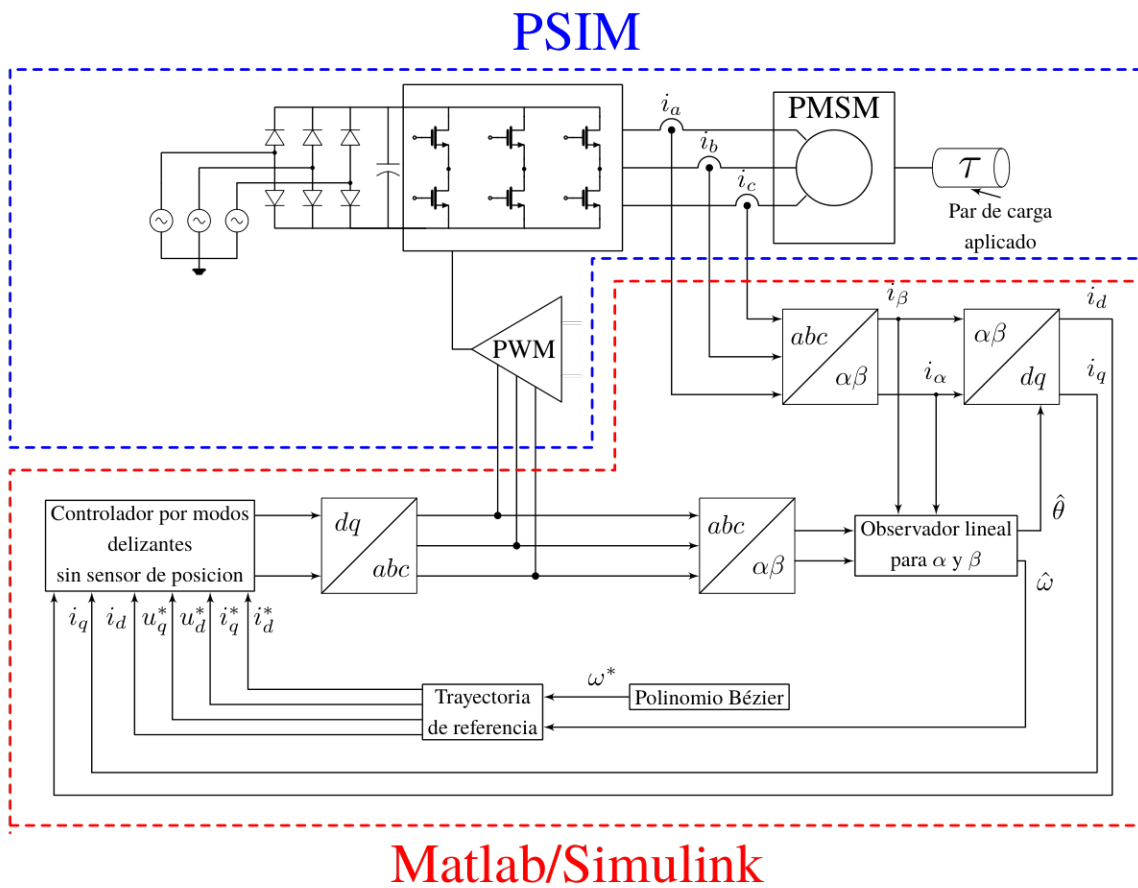 PSIM
i_a
PMSM
i_b
i_c
τ
Par de carga
aplicado
i_β
i_d
PWM
abc
αβ
αβ
i_α
dq
i_q
Controlador por modos
delizantes
sin sensor de posicion
dq
abc
abc
αβ
Observador lineal
para α y β
θ̂
ω̂
i_q
i_d
u_q^*
u_d^*
i_q^*
i_d^*
ω*
Trayectoria
de referencia
Polinomio Bézier
Matlab/Simulink